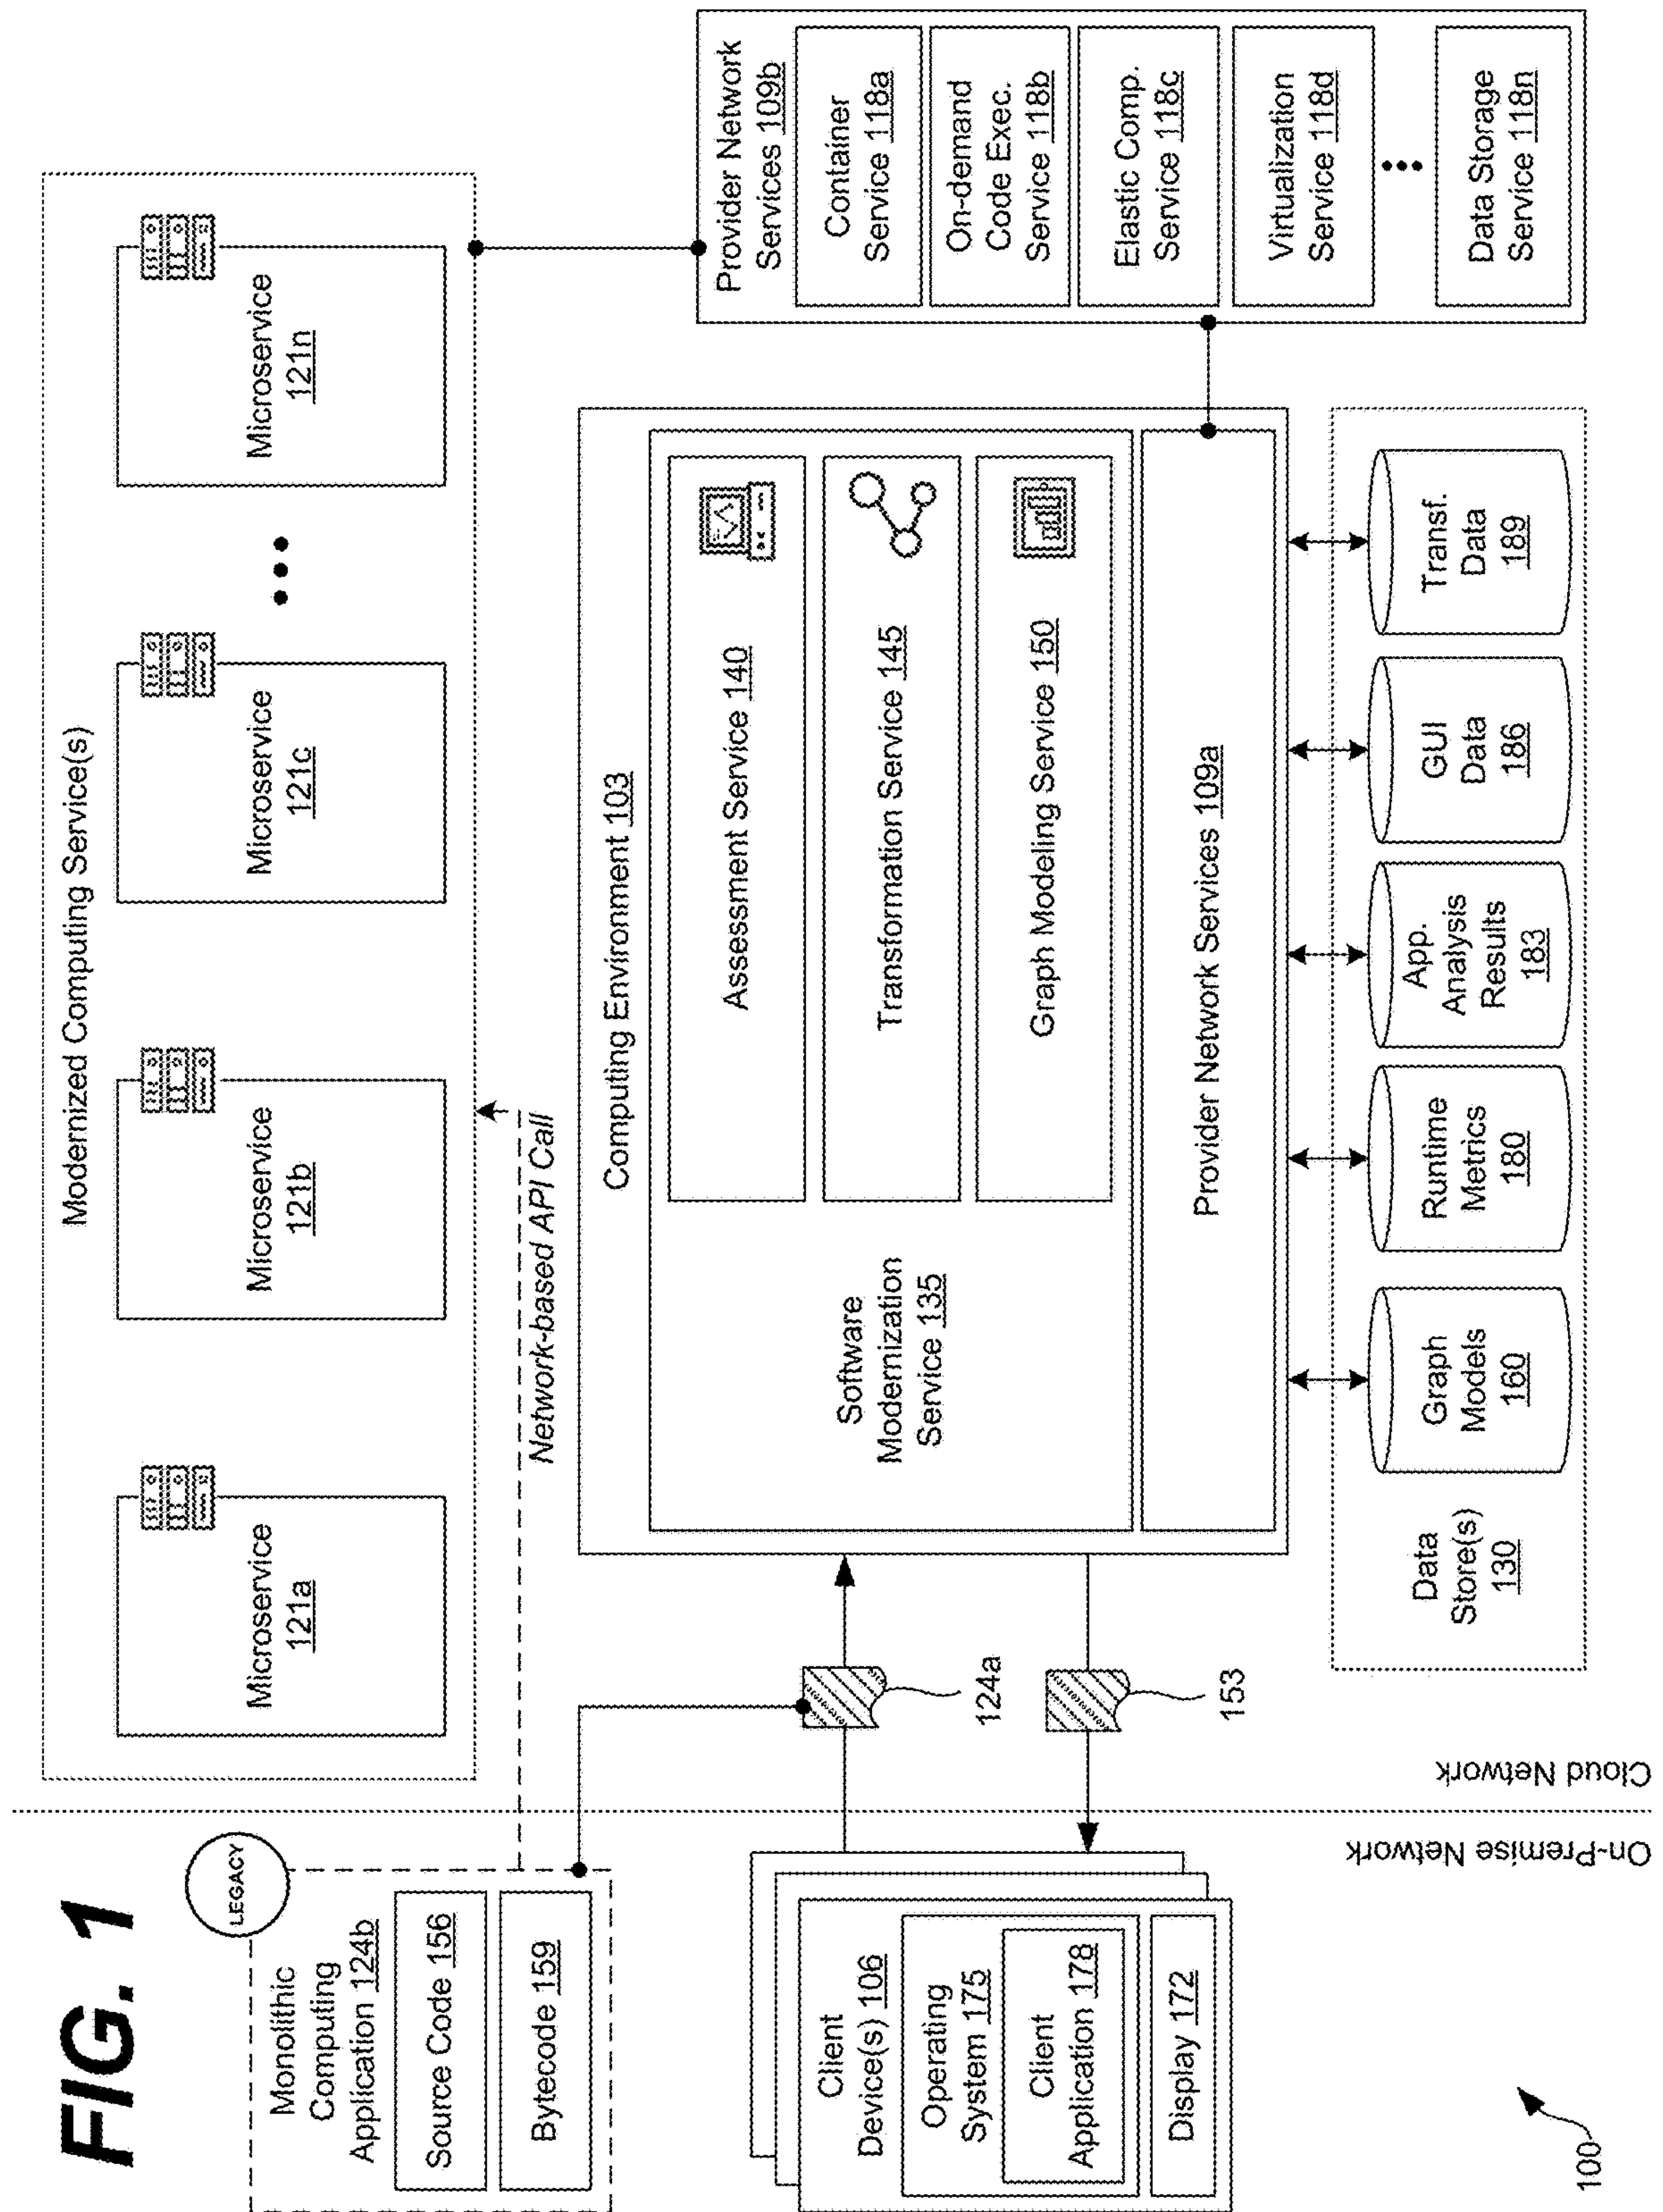 FIG. 1
LEGACY
Monolithic
Computing
Application 124b
Source Code 156
Bytecode 159
Modernized Computing Service(s)
Microservice
121a
Microservice
121b
Microservice
121c
Microservice
121n
Network-based API Call
Computing Environment 103
Software
Modernization
Service 135
Assessment Service 140
Transformation Service 145
Graph Modeling Service 150
Provider Network Services 109a
Provider Network
Services 109b
Container
Service 118a
On-demand
Code Exec.
Service 118b
Elastic Comp.
Service 118c
Virtualization
Service 118d
Data Storage
Service 118n
Client
Device(s) 106
Operating
System 175
Client
Application 178
Display 172
124a
153
Data
Store(s)
130
Graph
Models
160
Runtime
Metrics
180
App.
Analysis
Results
183
GUI
Data
186
Transf.
Data
189
On-Premise Network
Cloud Network
100